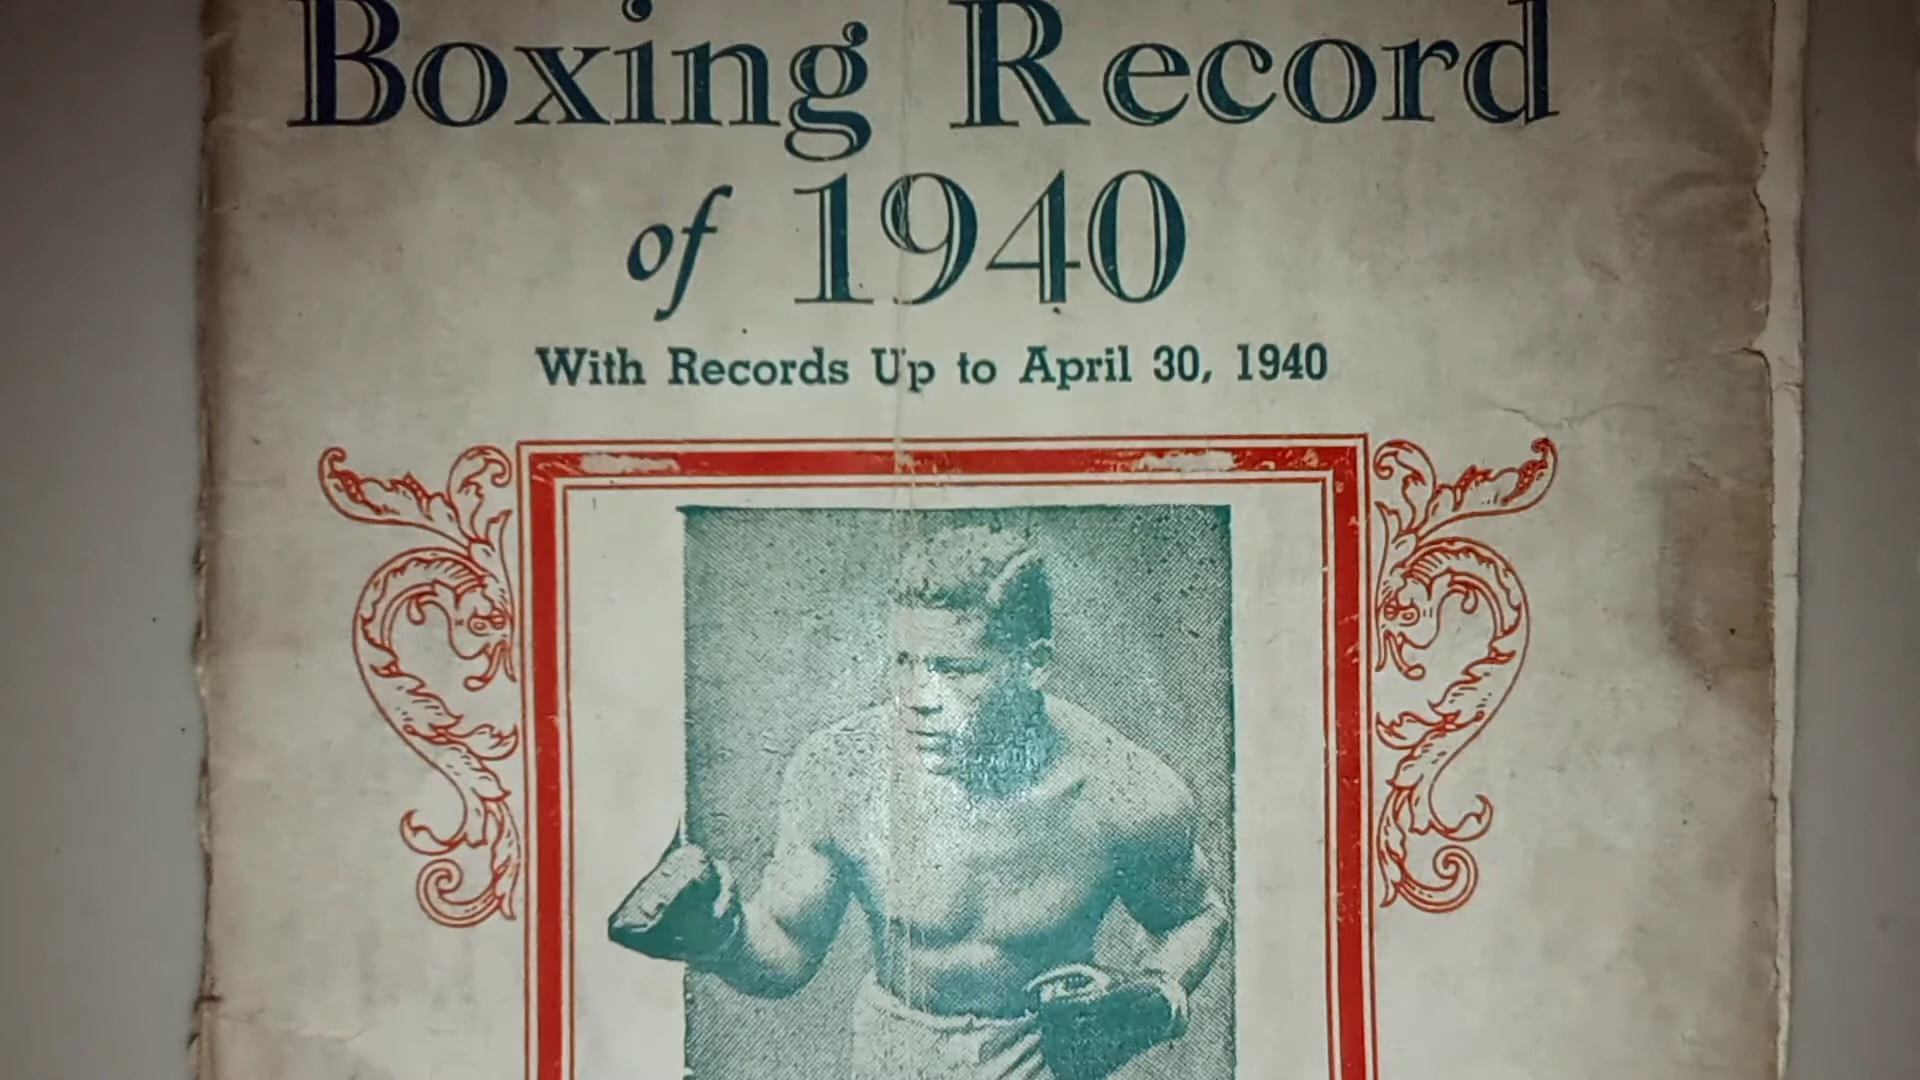 Boxing Record
of 1940
With Records Up to April 30, 1940